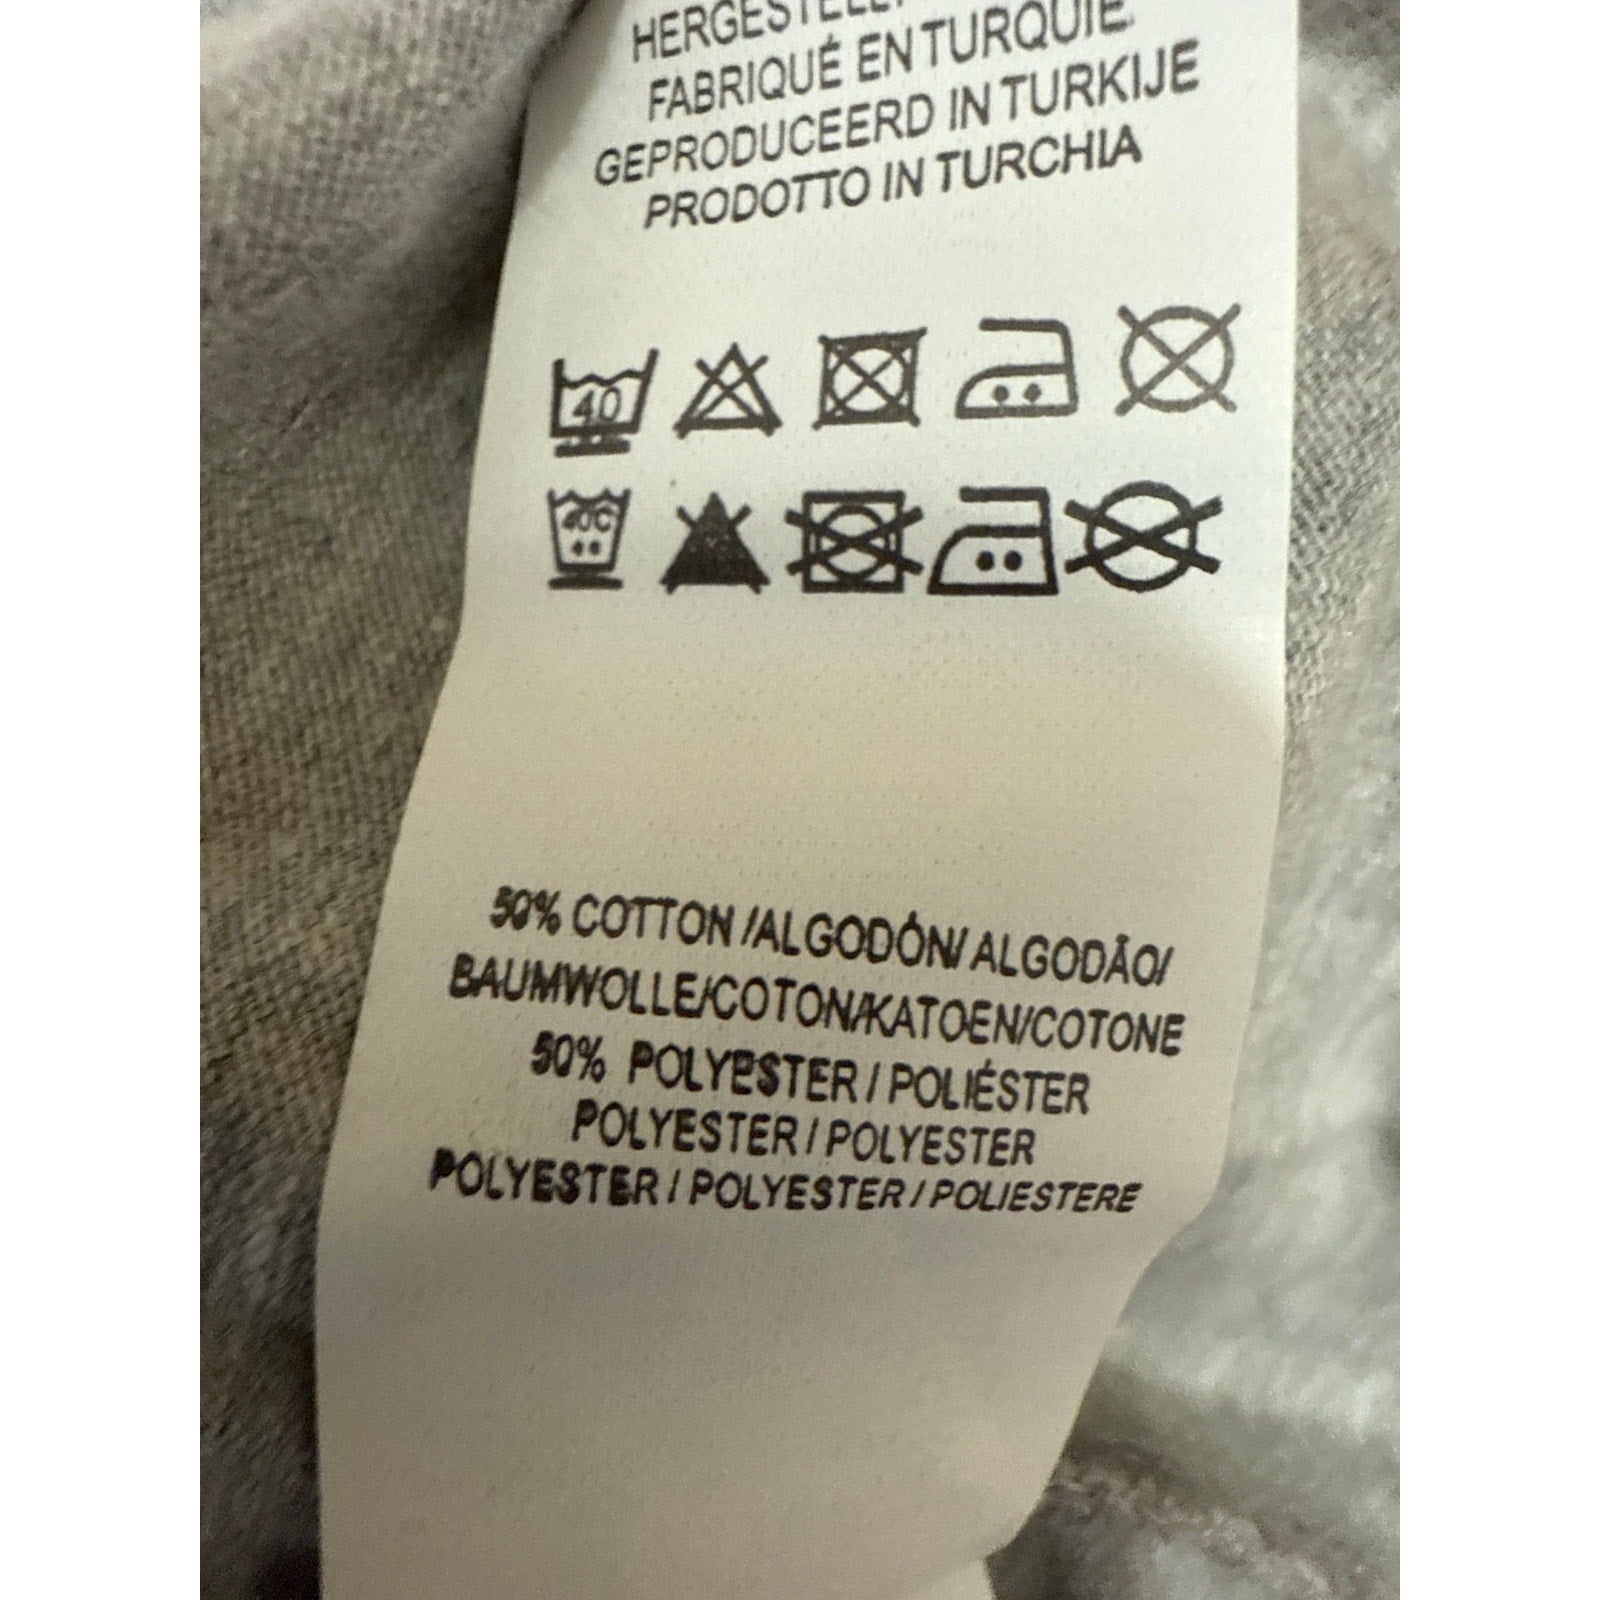 FABRIQUÉ EN TURQUIE
GEPRODUCEERD IN TURKIJE
PRODOTTO IN TURCHIA
40
40C
50% COTTON /ALGODÓN/ ALGODÃO/
BAUMWOLLE/COTON/KATOEN/COTONE
50% POLYESTER / POLIÉSTER
POLYESTER / POLYESTER
POLYESTER / POLYESTER / POLIESTERE